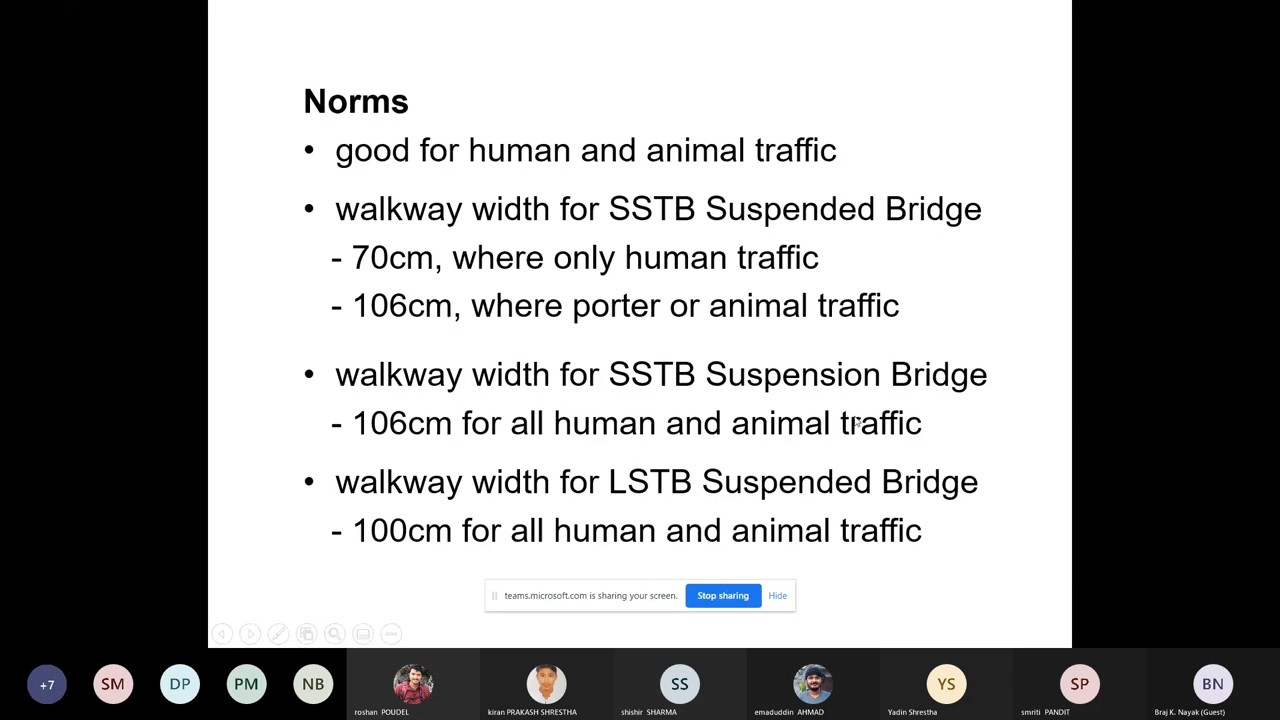 Norms
• good for human and animal traffic
• walkway width for SSTB Suspended Bridge
- 70cm, where only human traffic
- 106cm, where porter or animal traffic
• walkway width for SSTB Suspension Bridge
- 106cm for all human and animal traffic
• walkway width for LSTB Suspended Bridge
- 100cm for all human and animal traffic
teams.microsoft.com is sharing your screen. Stop sharing Hide
+7 SM DP PM NB SS YS SP BN
roshan POUDEL kiran PRAKASH SHRESTHA shishir SHARMA emaduddin AHMAD Yadin Shrestha smriti PANDIT Braj K. Nayak (Guest)